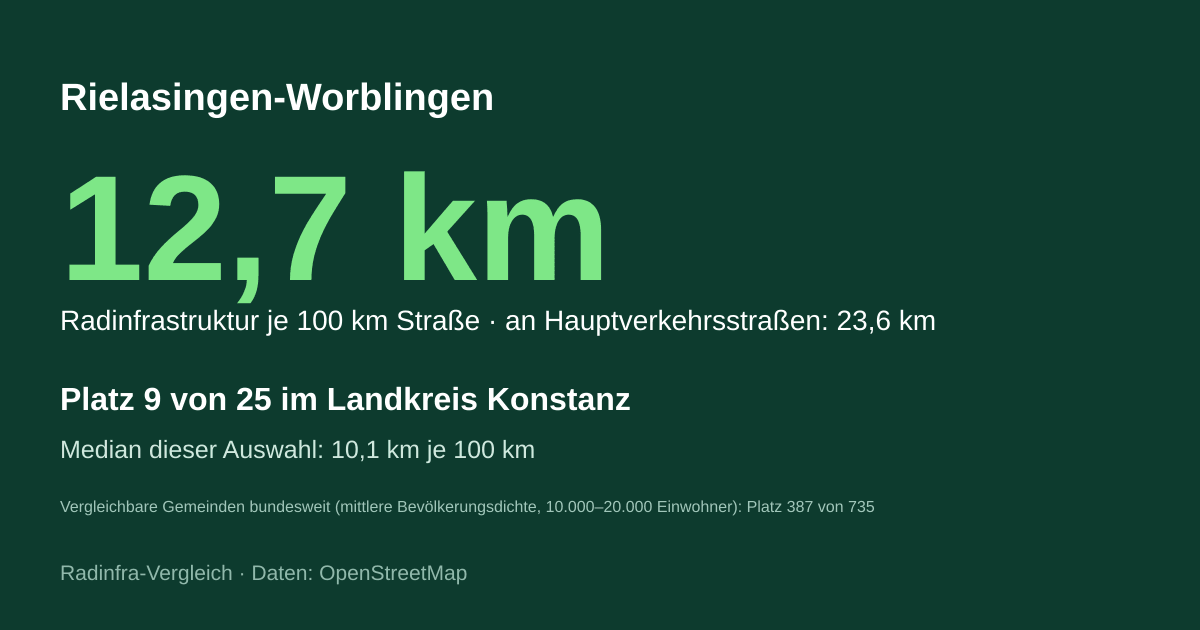 Rielasingen-Worblingen
12,7 km
Radinfrastruktur je 100 km Straße · an Hauptverkehrsstraßen: 23,6 km
Platz 9 von 25 im Landkreis Konstanz
Median dieser Auswahl: 10,1 km je 100 km
Vergleichbare Gemeinden bundesweit (mittlere Bevölkerungsdichte, 10.000–20.000 Einwohner): Platz 387 von 735
Radinfra-Vergleich · Daten: OpenStreetMap